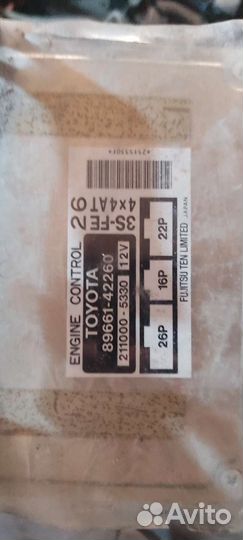 ENGINE CONTROL 26
3S-FE
4×4AT
TOYOTA
89661-42260
211000-5330 12V
26P 16P 22P
FUJITSU TEN LIMITED JAPAN
Avito